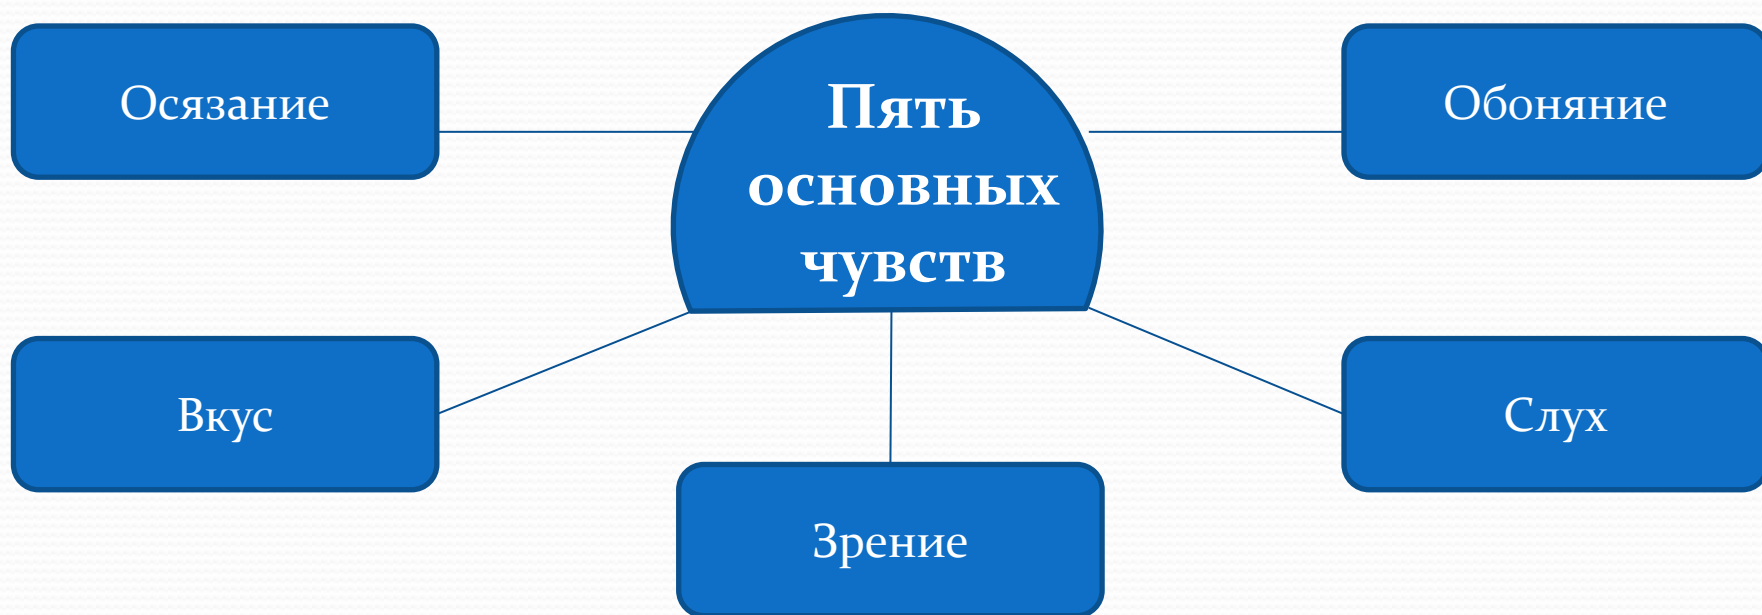 Пять
основных
чувств
Осязание
Обоняние
Вкус
Слух
Зрение